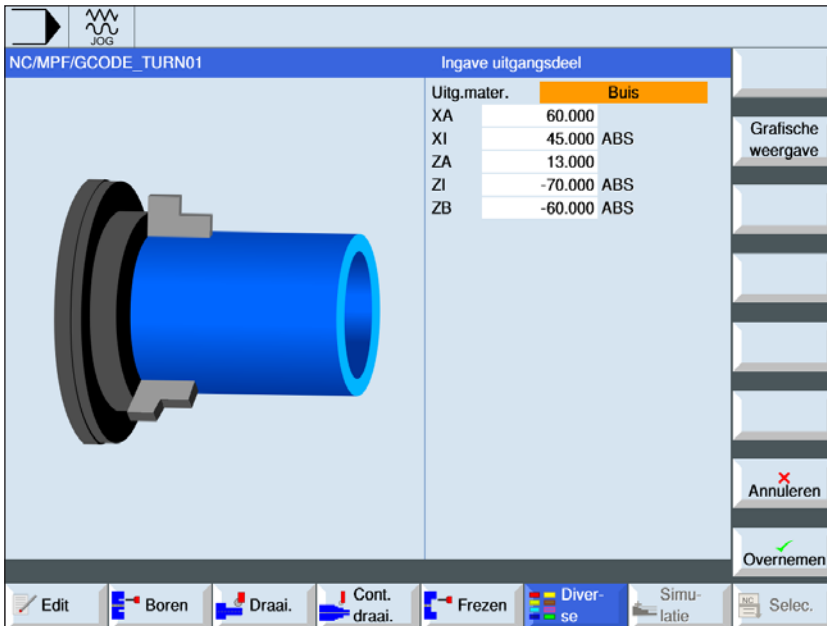 JOG
NC/MPF/GCODE_TURN01
Ingave uitgangsdeel
Uitg.mater. Buis
XA 60.000
XI 45.000 ABS
ZA 13.000
ZI -70.000 ABS
ZB -60.000 ABS
Grafische
weergave
Annuleren
Overnemen
Edit
Boren
Draai.
Cont.
draai.
Frezen
Diver-
se
Simu-
latie
NC
Selec.